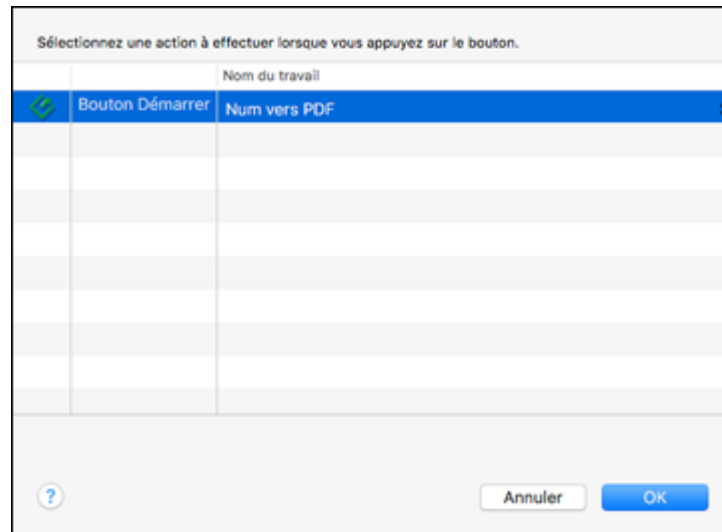 Sélectionnez une action à effectuer lorsque vous appuyez sur le bouton.
Nom du travail
Bouton Démarrer Num vers PDF
?
Annuler OK